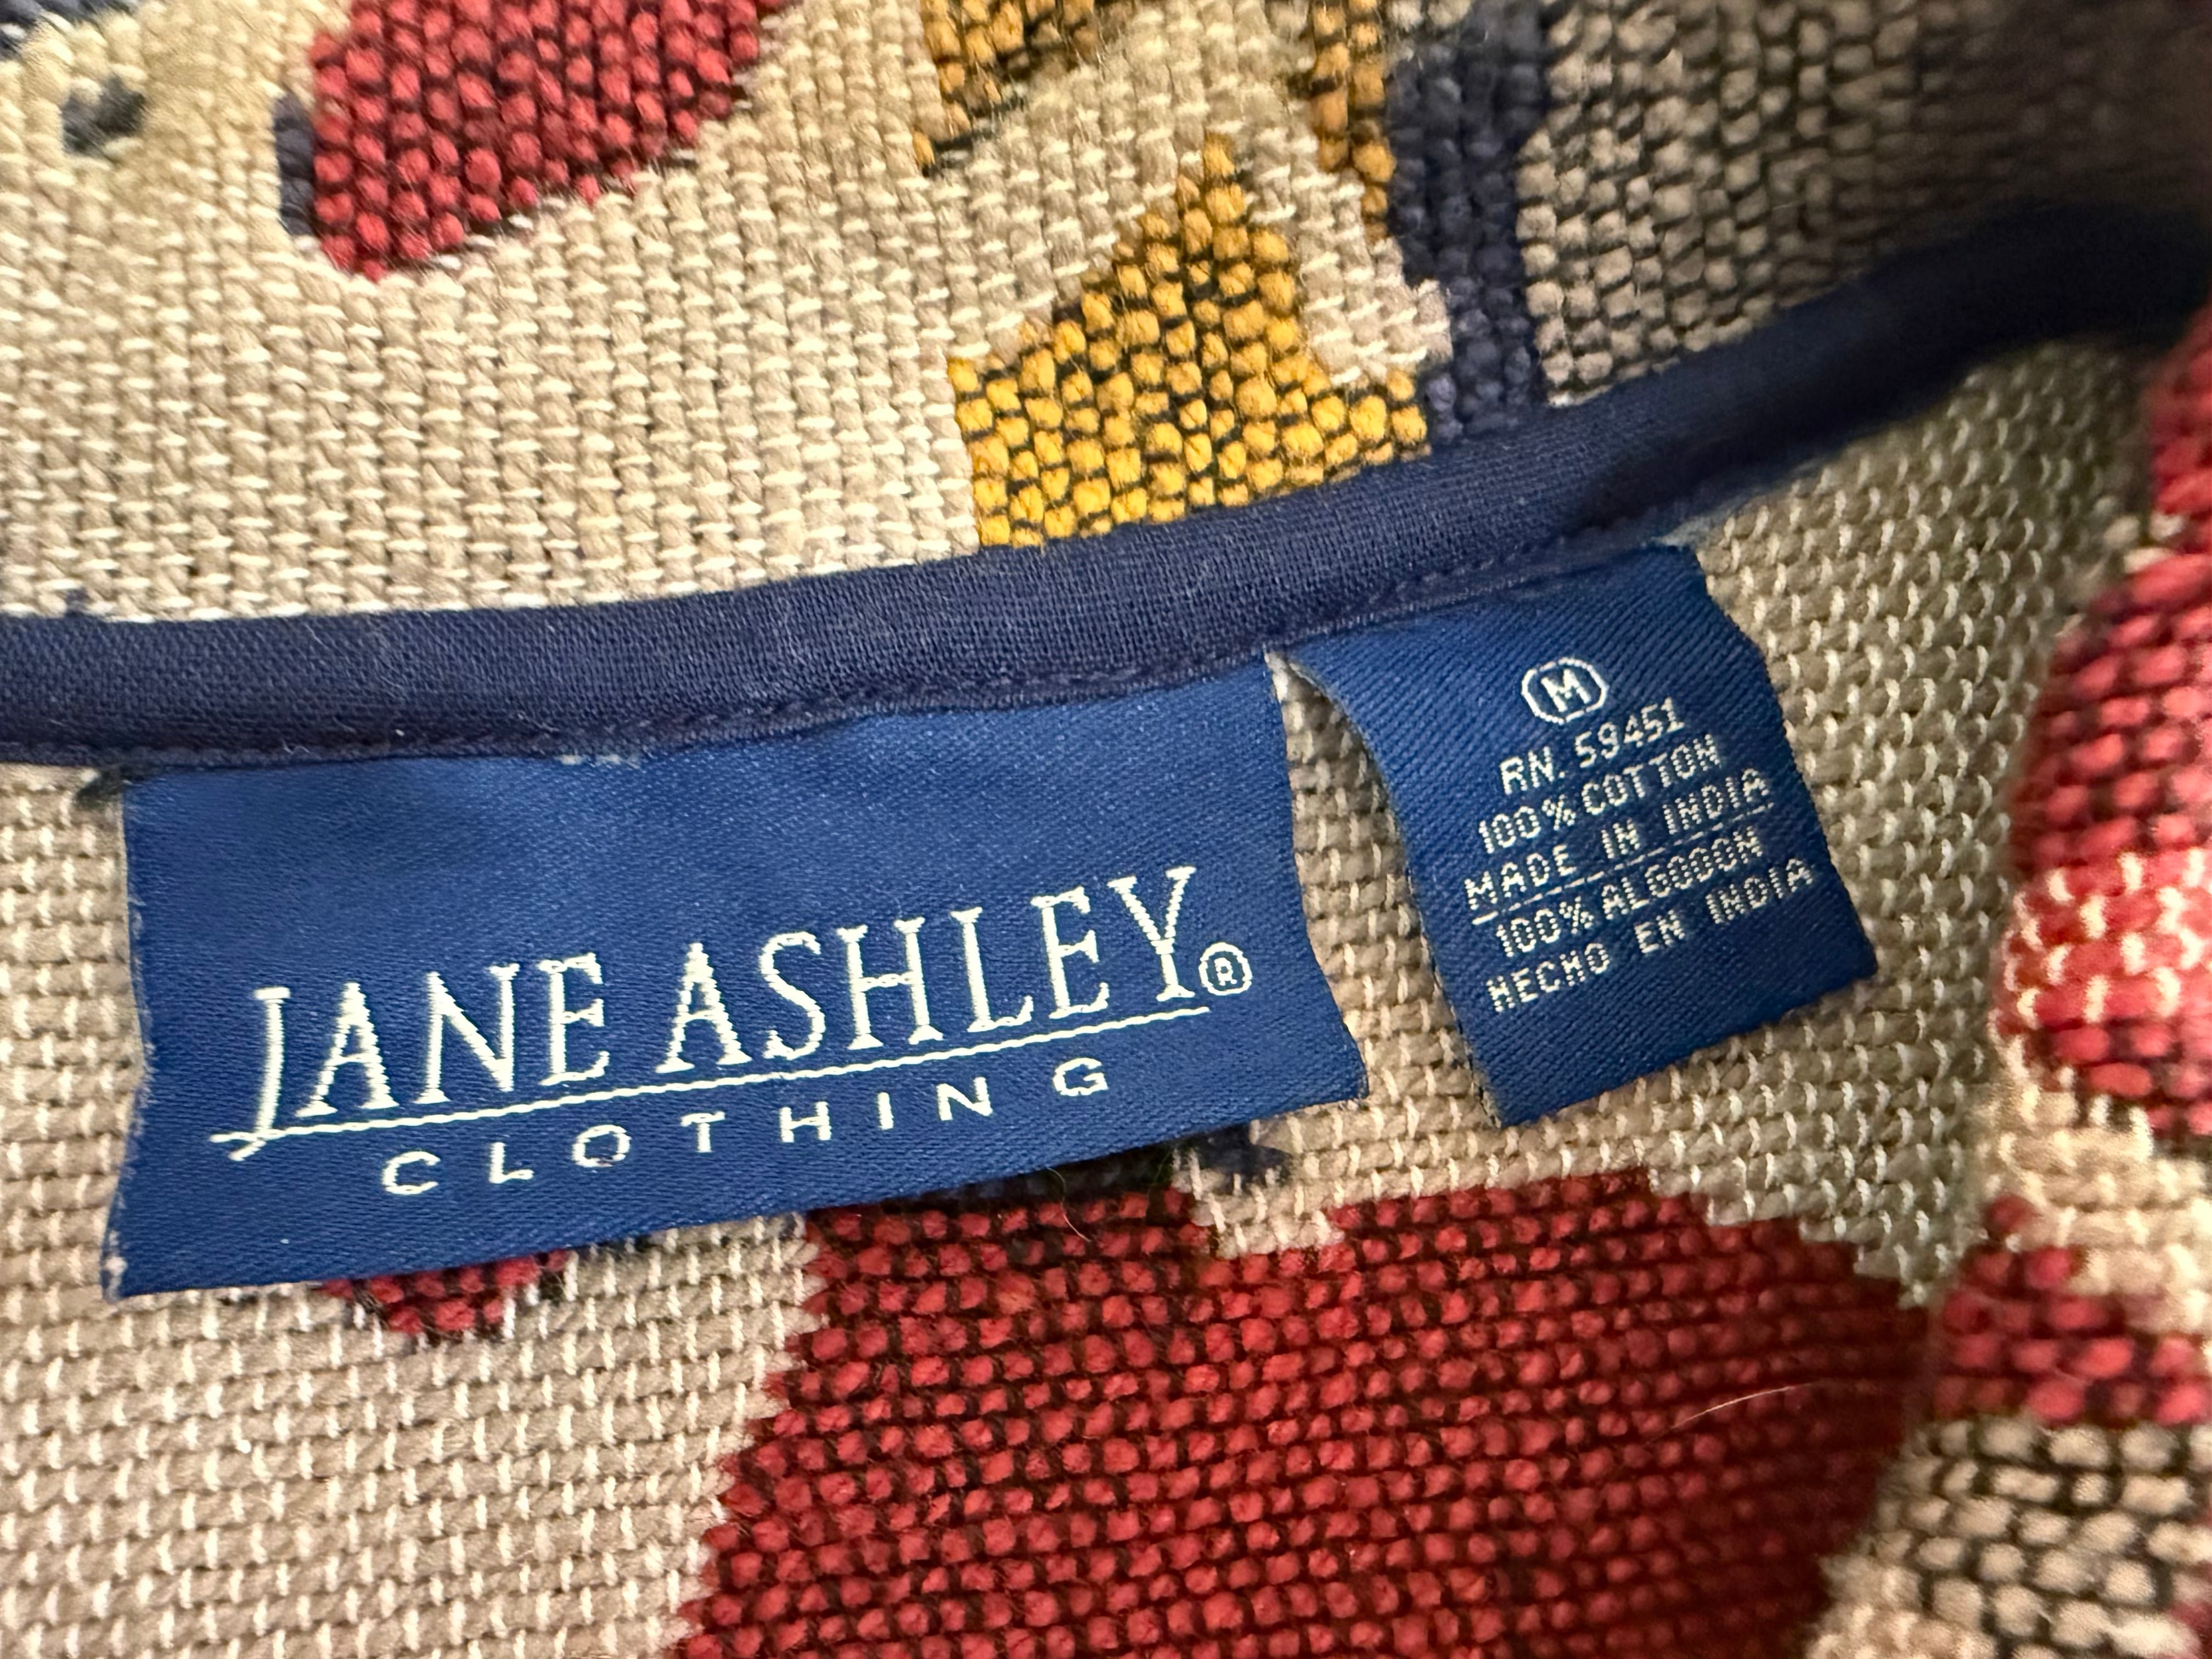 JANE ASHLEY®
CLOTHING
M
RN. 59451
100% COTTON
MADE IN INDIA
100% ALGODON
HECHO EN INDIA